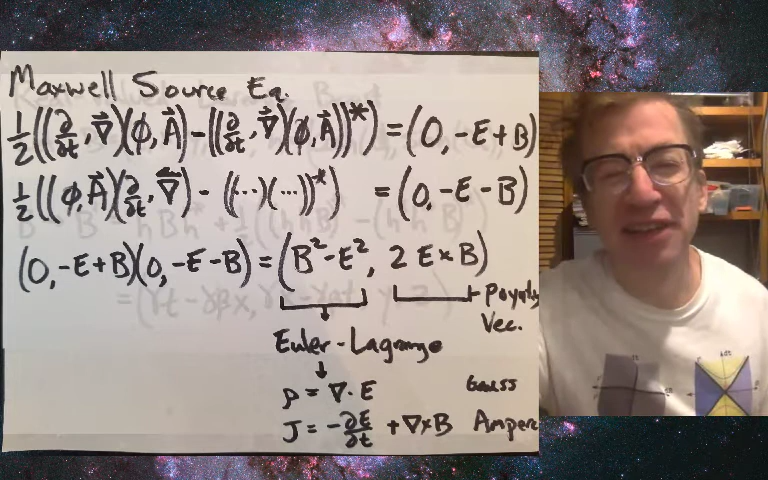 Maxwell Source Eq.
½((∂/∂t, ∇⃗)(φ, A⃗) − ((∂/∂t, ∇⃗)(φ, A⃗))*) = (0, −E + B)
½((φ, A⃗)(∂/∂t, ∇⃖) − ((...)(...))*) = (0, −E − B)
(0, −E + B)(0, −E − B) = (B² − E², 2 E × B)
Vec.
Euler-Lagrange
ρ = ∇ · E Gauss
J = −∂E/∂t + ∇×B Ampere